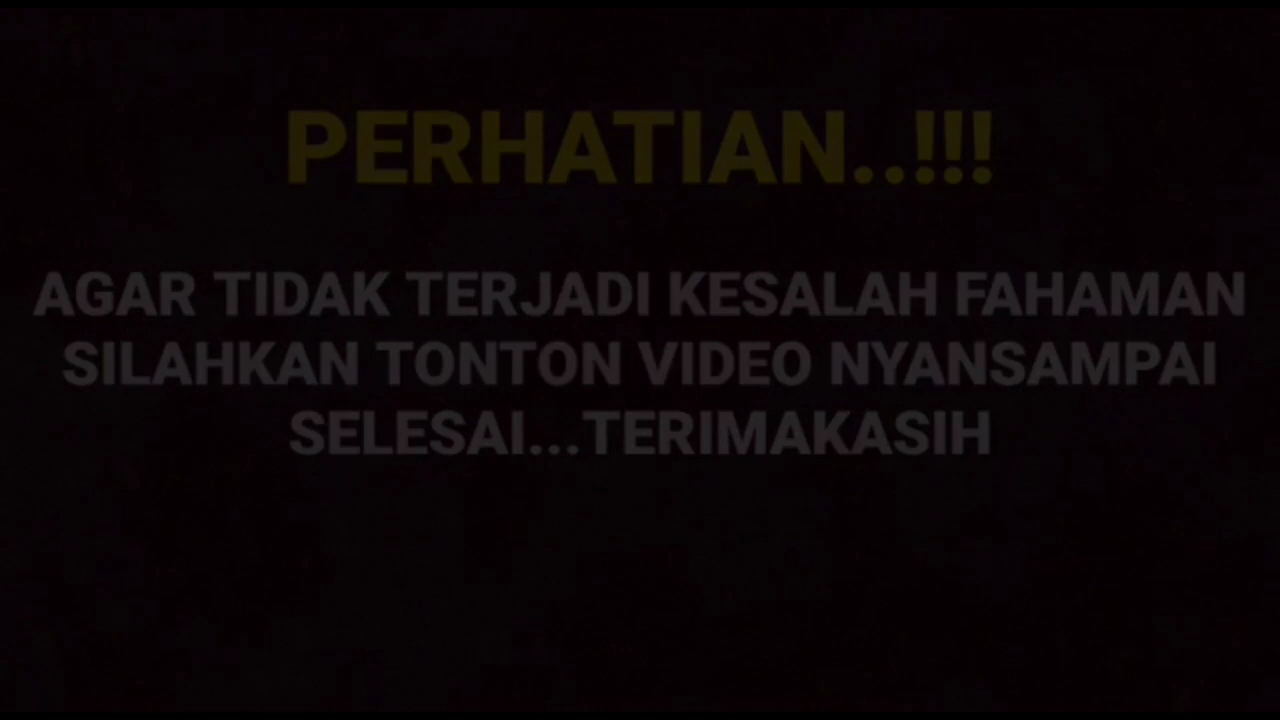 PERHATIAN..!!!
AGAR TIDAK TERJADI KESALAH FAHAMAN
SILAHKAN TONTON VIDEO NYANSAMPAI
SELESAI...TERIMAKASIH